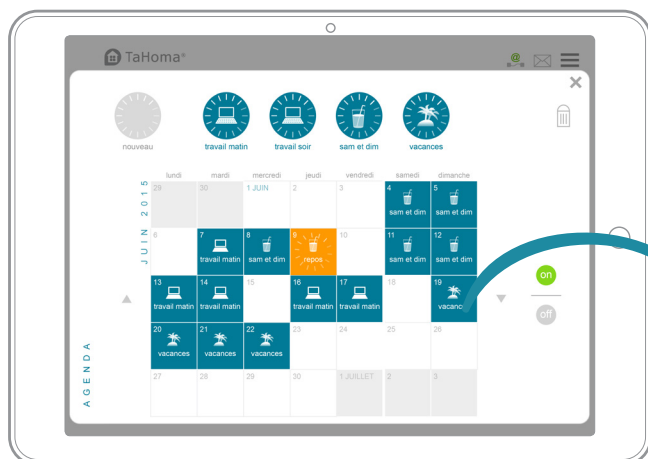 TaHoma®
@
nouveau travail matin travail soir sam et dim vacances
lundi mardi mercredi jeudi vendredi samedi dimanche
JUIN 2015
29 30 1 JUIN 2 3 4 5
sam et dim sam et dim
6 7 8 9 10 11 12
travail matin sam et dim repos sam et dim sam et dim
13 14 15 16 17 18 19
travail matin travail matin travail matin travail matin vacanc
20 21 22 23 24 25 26
vacances vacances vacances
27 28 29 30 1 JUILLET 2 3
AGENDA
on
off